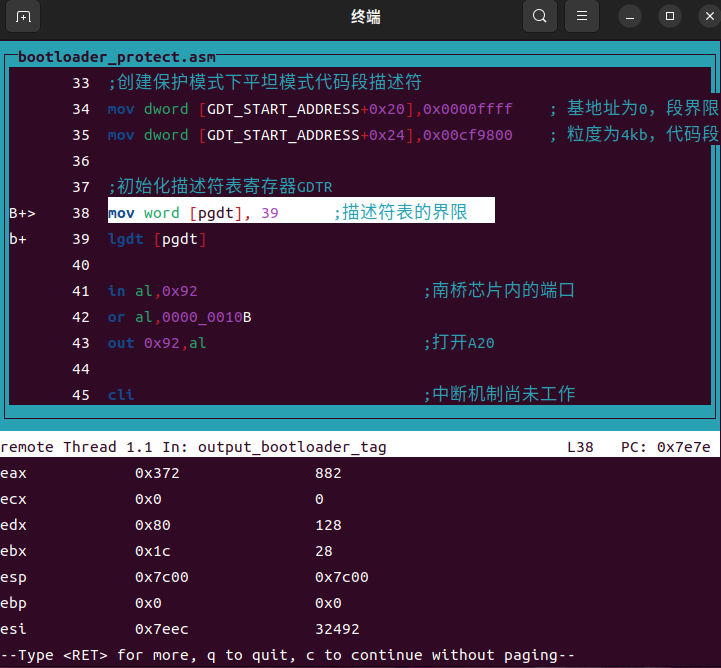 终端
bootloader_protect.asm
33 ;创建保护模式下平坦模式代码段描述符
34 mov dword [GDT_START_ADDRESS+0x20],0x0000ffff ; 基地址为0，段界限
35 mov dword [GDT_START_ADDRESS+0x24],0x00cf9800 ; 粒度为4kb，代码段
36
37 ;初始化描述符表寄存器GDTR
B+> 38 mov word [pgdt], 39 ;描述符表的界限
b+ 39 lgdt [pgdt]
40
41 in al,0x92 ;南桥芯片内的端口
42 or al,0000_0010B
43 out 0x92,al ;打开A20
44
45 cli ;中断机制尚未工作
remote Thread 1.1 In: output_bootloader_tag L38 PC: 0x7e7e
eax 0x372 882
ecx 0x0 0
edx 0x80 128
ebx 0x1c 28
esp 0x7c00 0x7c00
ebp 0x0 0x0
esi 0x7eec 32492
--Type <RET> for more, q to quit, c to continue without paging--